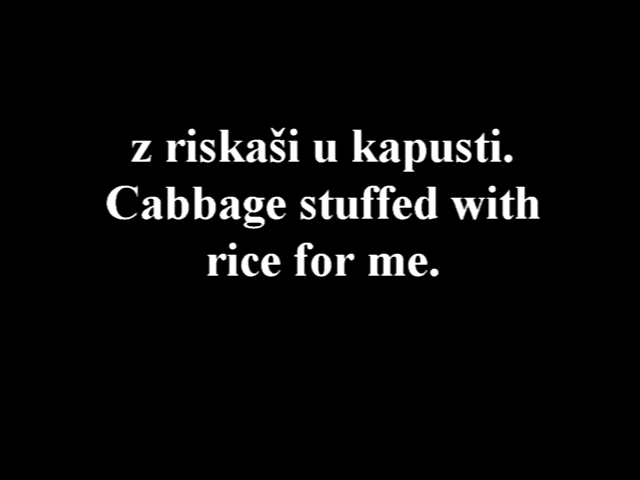 z riskaši u kapusti.
Cabbage stuffed with
rice for me.